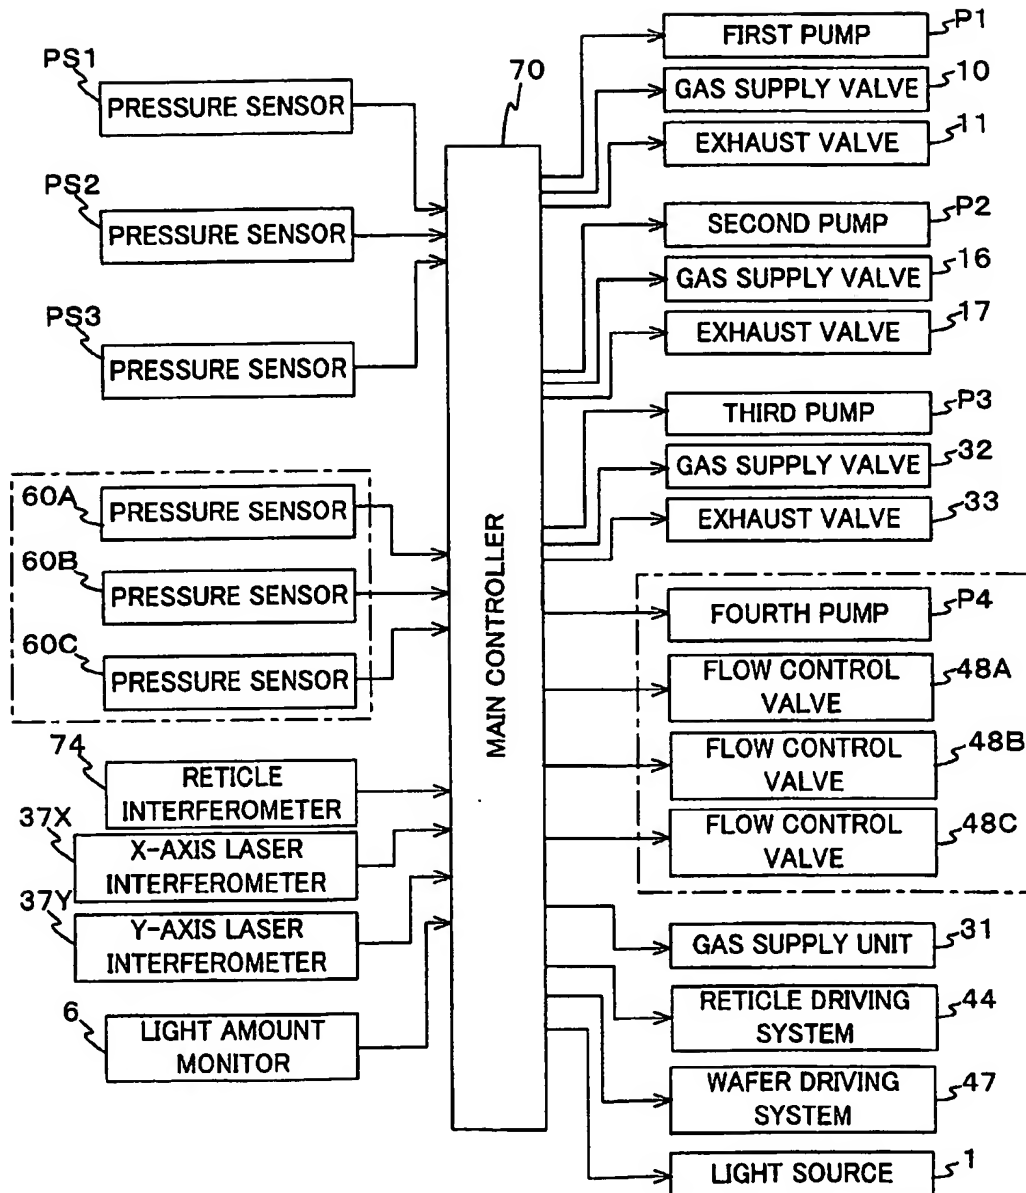 PS1
PRESSURE SENSOR
PS2
PRESSURE SENSOR
PS3
PRESSURE SENSOR
60A
PRESSURE SENSOR
60B
PRESSURE SENSOR
60C
PRESSURE SENSOR
74
RETICLE
INTERFEROMETER
37X
X-AXIS LASER
INTERFEROMETER
37Y
Y-AXIS LASER
INTERFEROMETER
6
LIGHT AMOUNT
MONITOR
70
MAIN CONTROLLER
FIRST PUMP
P1
GAS SUPPLY VALVE
10
EXHAUST VALVE
11
SECOND PUMP
P2
GAS SUPPLY VALVE
16
EXHAUST VALVE
17
THIRD PUMP
P3
GAS SUPPLY VALVE
32
EXHAUST VALVE
33
FOURTH PUMP
P4
FLOW CONTROL
VALVE
48A
FLOW CONTROL
VALVE
48B
FLOW CONTROL
VALVE
48C
GAS SUPPLY UNIT
31
RETICLE DRIVING
SYSTEM
44
WAFER DRIVING
SYSTEM
47
LIGHT SOURCE
1